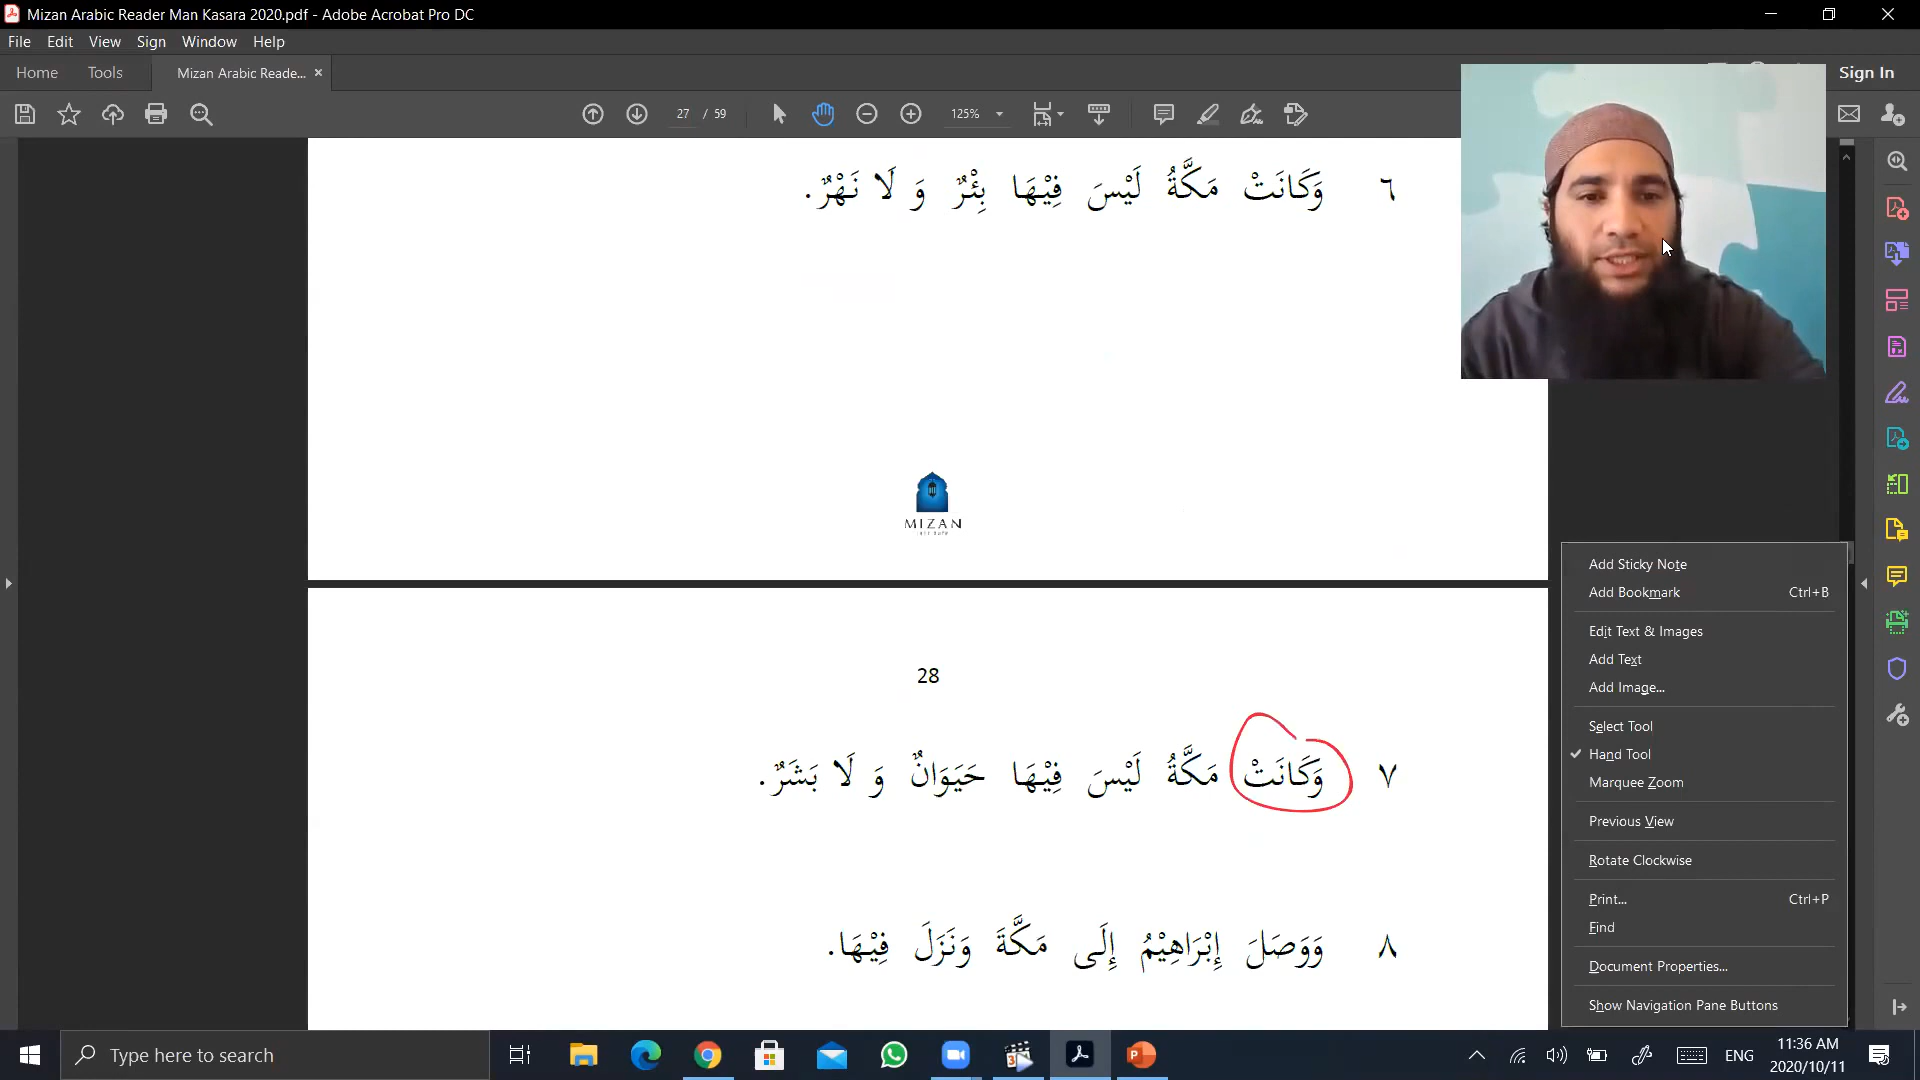 Mizan Arabic Reader Man Kasara 2020.pdf - Adobe Acrobat Pro DC
File Edit View Sign Window Help
Home Tools Mizan Arabic Reade... × Sign In
27 / 59 125%
٦ وَكَانَتْ مَكَّةُ لَيْسَ فِيْهَا بِئْرٌ وَ لَا نَهْرٌ.
MIZAN
28
٧ وَكَانَتْ مَكَّةُ لَيْسَ فِيْهَا حَيَوَانٌ وَ لَا بَشَرٌ.
٨ وَوَصَلَ إِبْرَاهِيْمُ إِلَى مَكَّةَ وَنَزَلَ فِيْهَا.
Add Sticky Note
Add Bookmark Ctrl+B
Edit Text & Images
Add Text
Add Image...
Select Tool
Hand Tool
Marquee Zoom
Previous View
Rotate Clockwise
Print... Ctrl+P
Find
Document Properties...
Show Navigation Pane Buttons
Type here to search
ENG
11:36 AM
2020/10/11